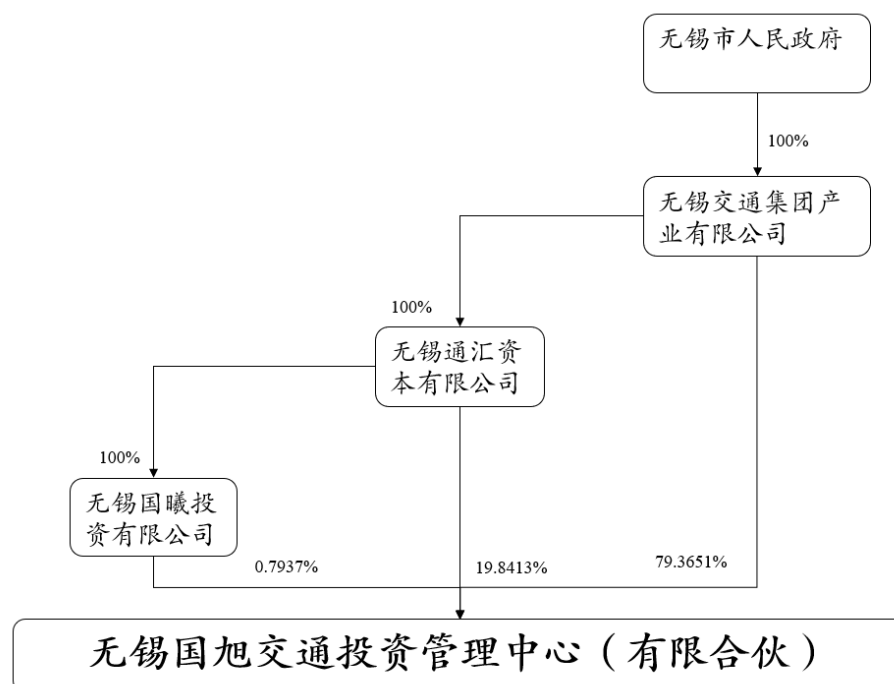 无锡市人民政府
100%
无锡交通集团产
业有限公司
100%
无锡通汇资
本有限公司
100%
无锡国曦投
资有限公司
0.7937%
19.8413%
79.3651%
无锡国旭交通投资管理中心（有限合伙）